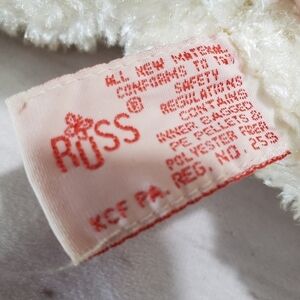 RUSS®
ALL NEW MATERIAL
CONFORMS TO TOY
SAFETY
REGULATIONS
CONTAINS
INNER BAGGED
PE PELLETS &
POLYESTER FIBER
KCF PA. REG. NO. 259